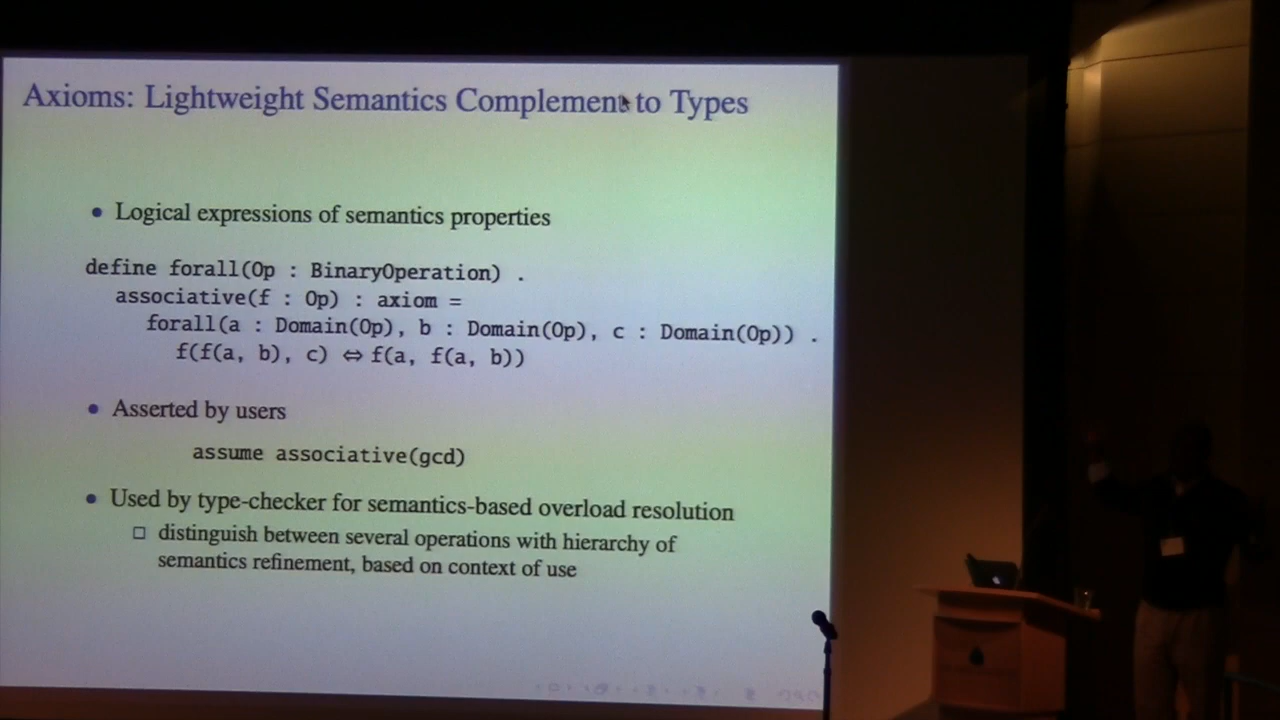 Axioms: Lightweight Semantics Complement to Types
• Logical expressions of semantics properties
define forall(Op : BinaryOperation) .
associative(f : Op) : axiom =
forall(a : Domain(Op), b : Domain(Op), c : Domain(Op)) .
f(f(a, b), c) ⇔ f(a, f(a, b))
• Asserted by users
assume associative(gcd)
• Used by type-checker for semantics-based overload resolution
□ distinguish between several operations with hierarchy of
semantics refinement, based on context of use